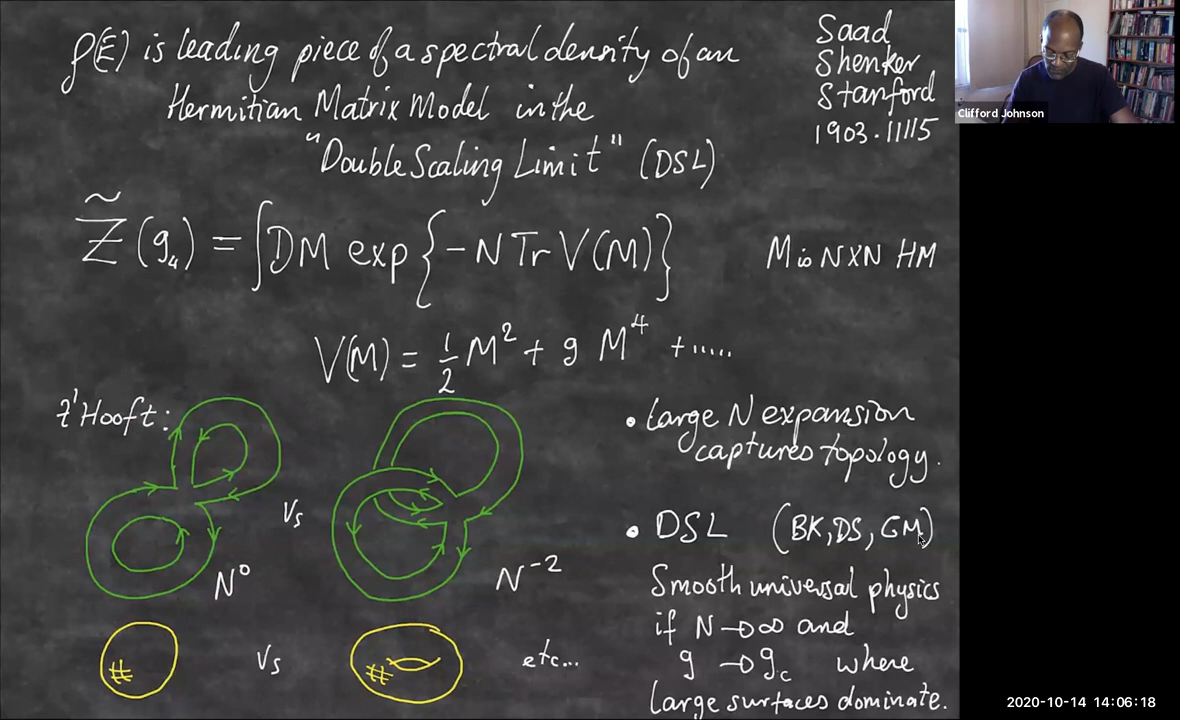 ρ(E) is leading piece of a spectral density of an
Hermitian Matrix Model in the
"Double Scaling Limit" (DSL)
Saad
Shenker
Stanford
1903.11115
Clifford Johnson
Z̃(g₄) = ∫DM exp{-N Tr V(M)}
M is NXN HM
V(M) = ½M² + g M⁴ + .....
t'Hooft:
Vs
N⁰
N⁻²
Vs
etc...
• Large N expansion
captures topology.
• DSL (BK, DS, GM)
Smooth universal physics
if N→∞ and
g →g_c where
large surfaces dominate.
2020-10-14 14:06:18